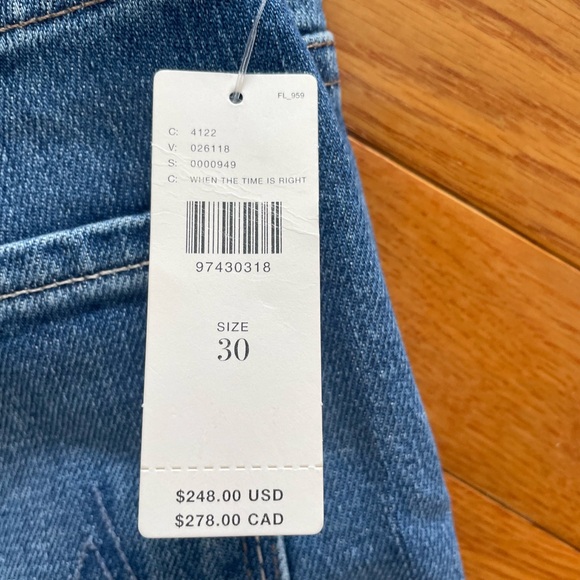 FL_959
C: 4122
V: 026118
S: 0000949
C: WHEN THE TIME IS RIGHT
97430318
SIZE
30
$248.00 USD
$278.00 CAD